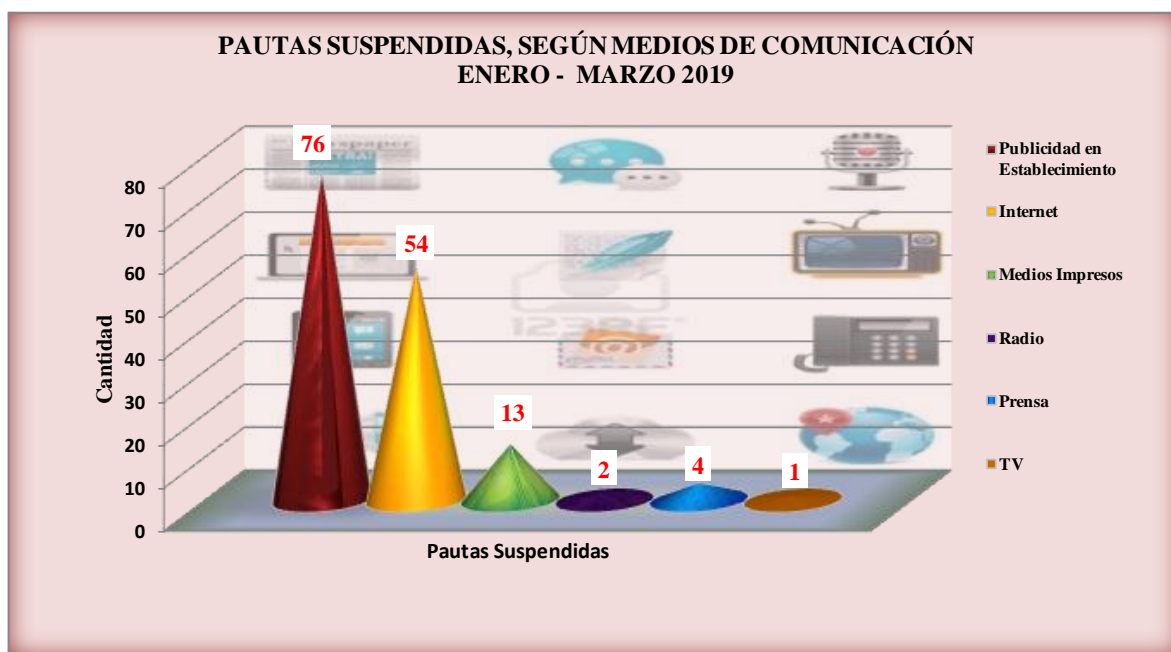 PAUTAS SUSPENDIDAS, SEGÚN MEDIOS DE COMUNICACIÓN
ENERO - MARZO 2019
76
54
13
2
4
1
80
70
60
50
40
30
20
10
0
Cantidad
Pautas Suspendidas
Publicidad en
Establecimiento
Internet
Medios Impresos
Radio
Prensa
TV